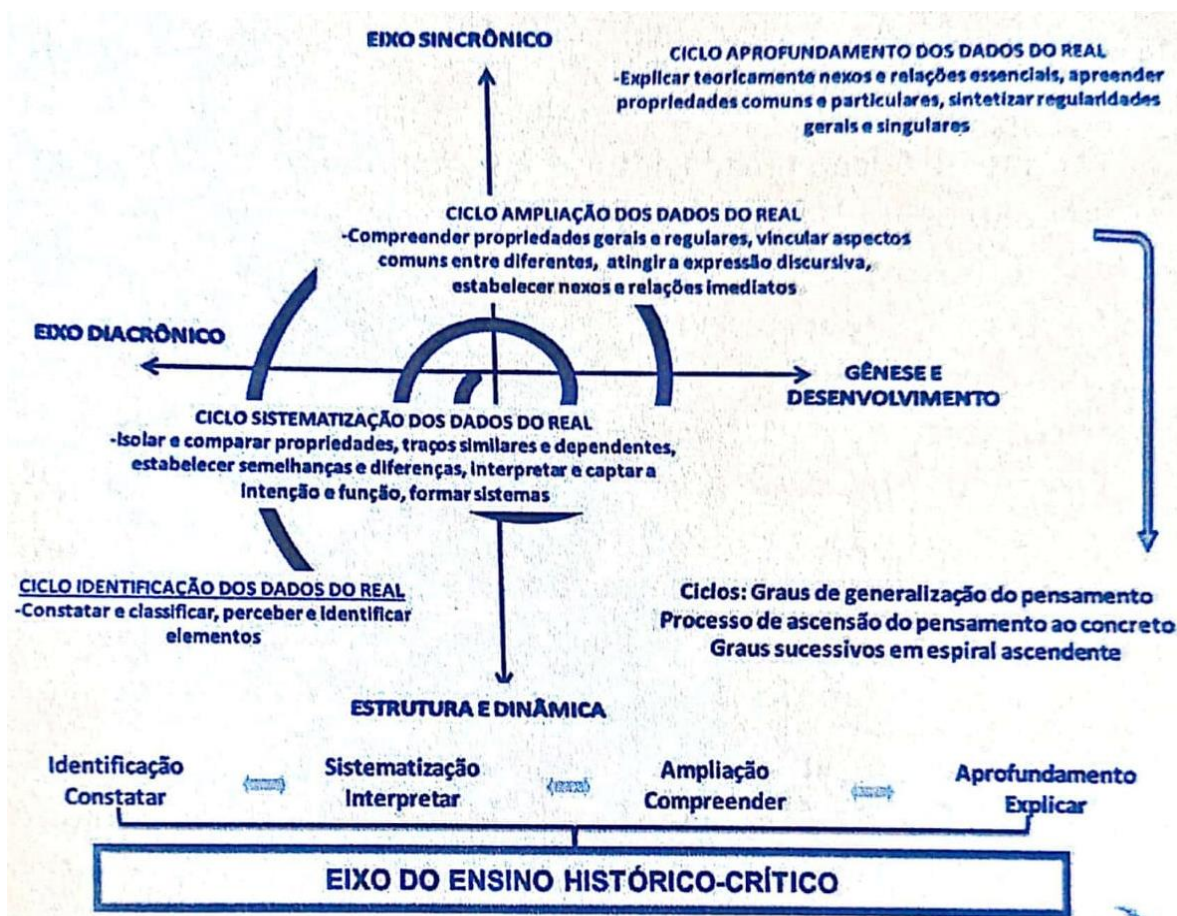 EIXO SINCRÔNICO
CICLO APROFUNDAMENTO DOS DADOS DO REAL
-Explicar teoricamente nexos e relações essenciais, apreender
propriedades comuns e particulares, sintetizar regularidades
gerais e singulares
CICLO AMPLIAÇÃO DOS DADOS DO REAL
-Compreender propriedades gerais e regulares, vincular aspectos
comuns entre diferentes, atingir a expressão discursiva,
estabelecer nexos e relações imediatos
EIXO DIACRÔNICO
GÊNESE E
DESENVOLVIMENTO
CICLO SISTEMATIZAÇÃO DOS DADOS DO REAL
-Isolar e comparar propriedades, traços similares e dependentes,
estabelecer semelhanças e diferenças, interpretar e captar a
intenção e função, formar sistemas
CICLO IDENTIFICAÇÃO DOS DADOS DO REAL
-Constatar e classificar, perceber e identificar
elementos
Ciclos: Graus de generalização do pensamento
Processo de ascensão do pensamento ao concreto
Graus sucessivos em espiral ascendente
ESTRUTURA E DINÂMICA
Identificação
Constatar
Sistematização
Interpretar
Ampliação
Compreender
Aprofundamento
Explicar
EIXO DO ENSINO HISTÓRICO-CRÍTICO